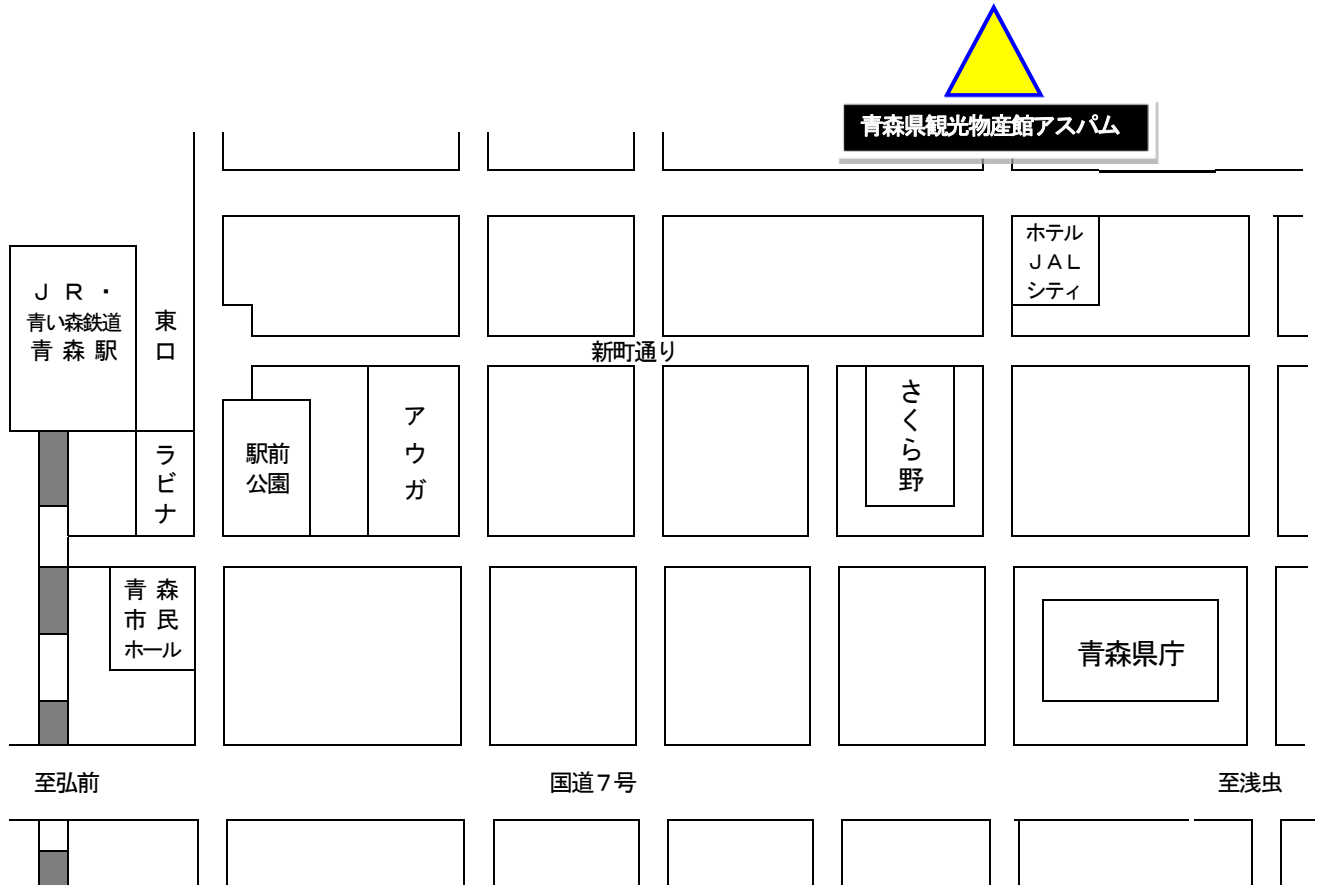 青森県観光物産館アスパム
ホテル
ＪＡＬ
シティ
ＪＲ・
青い森鉄道
青森駅
東口
新町通り
さくら野
アウガ
駅前
公園
ラビナ
青森
市民
ホール
青森県庁
至弘前
国道７号
至浅虫